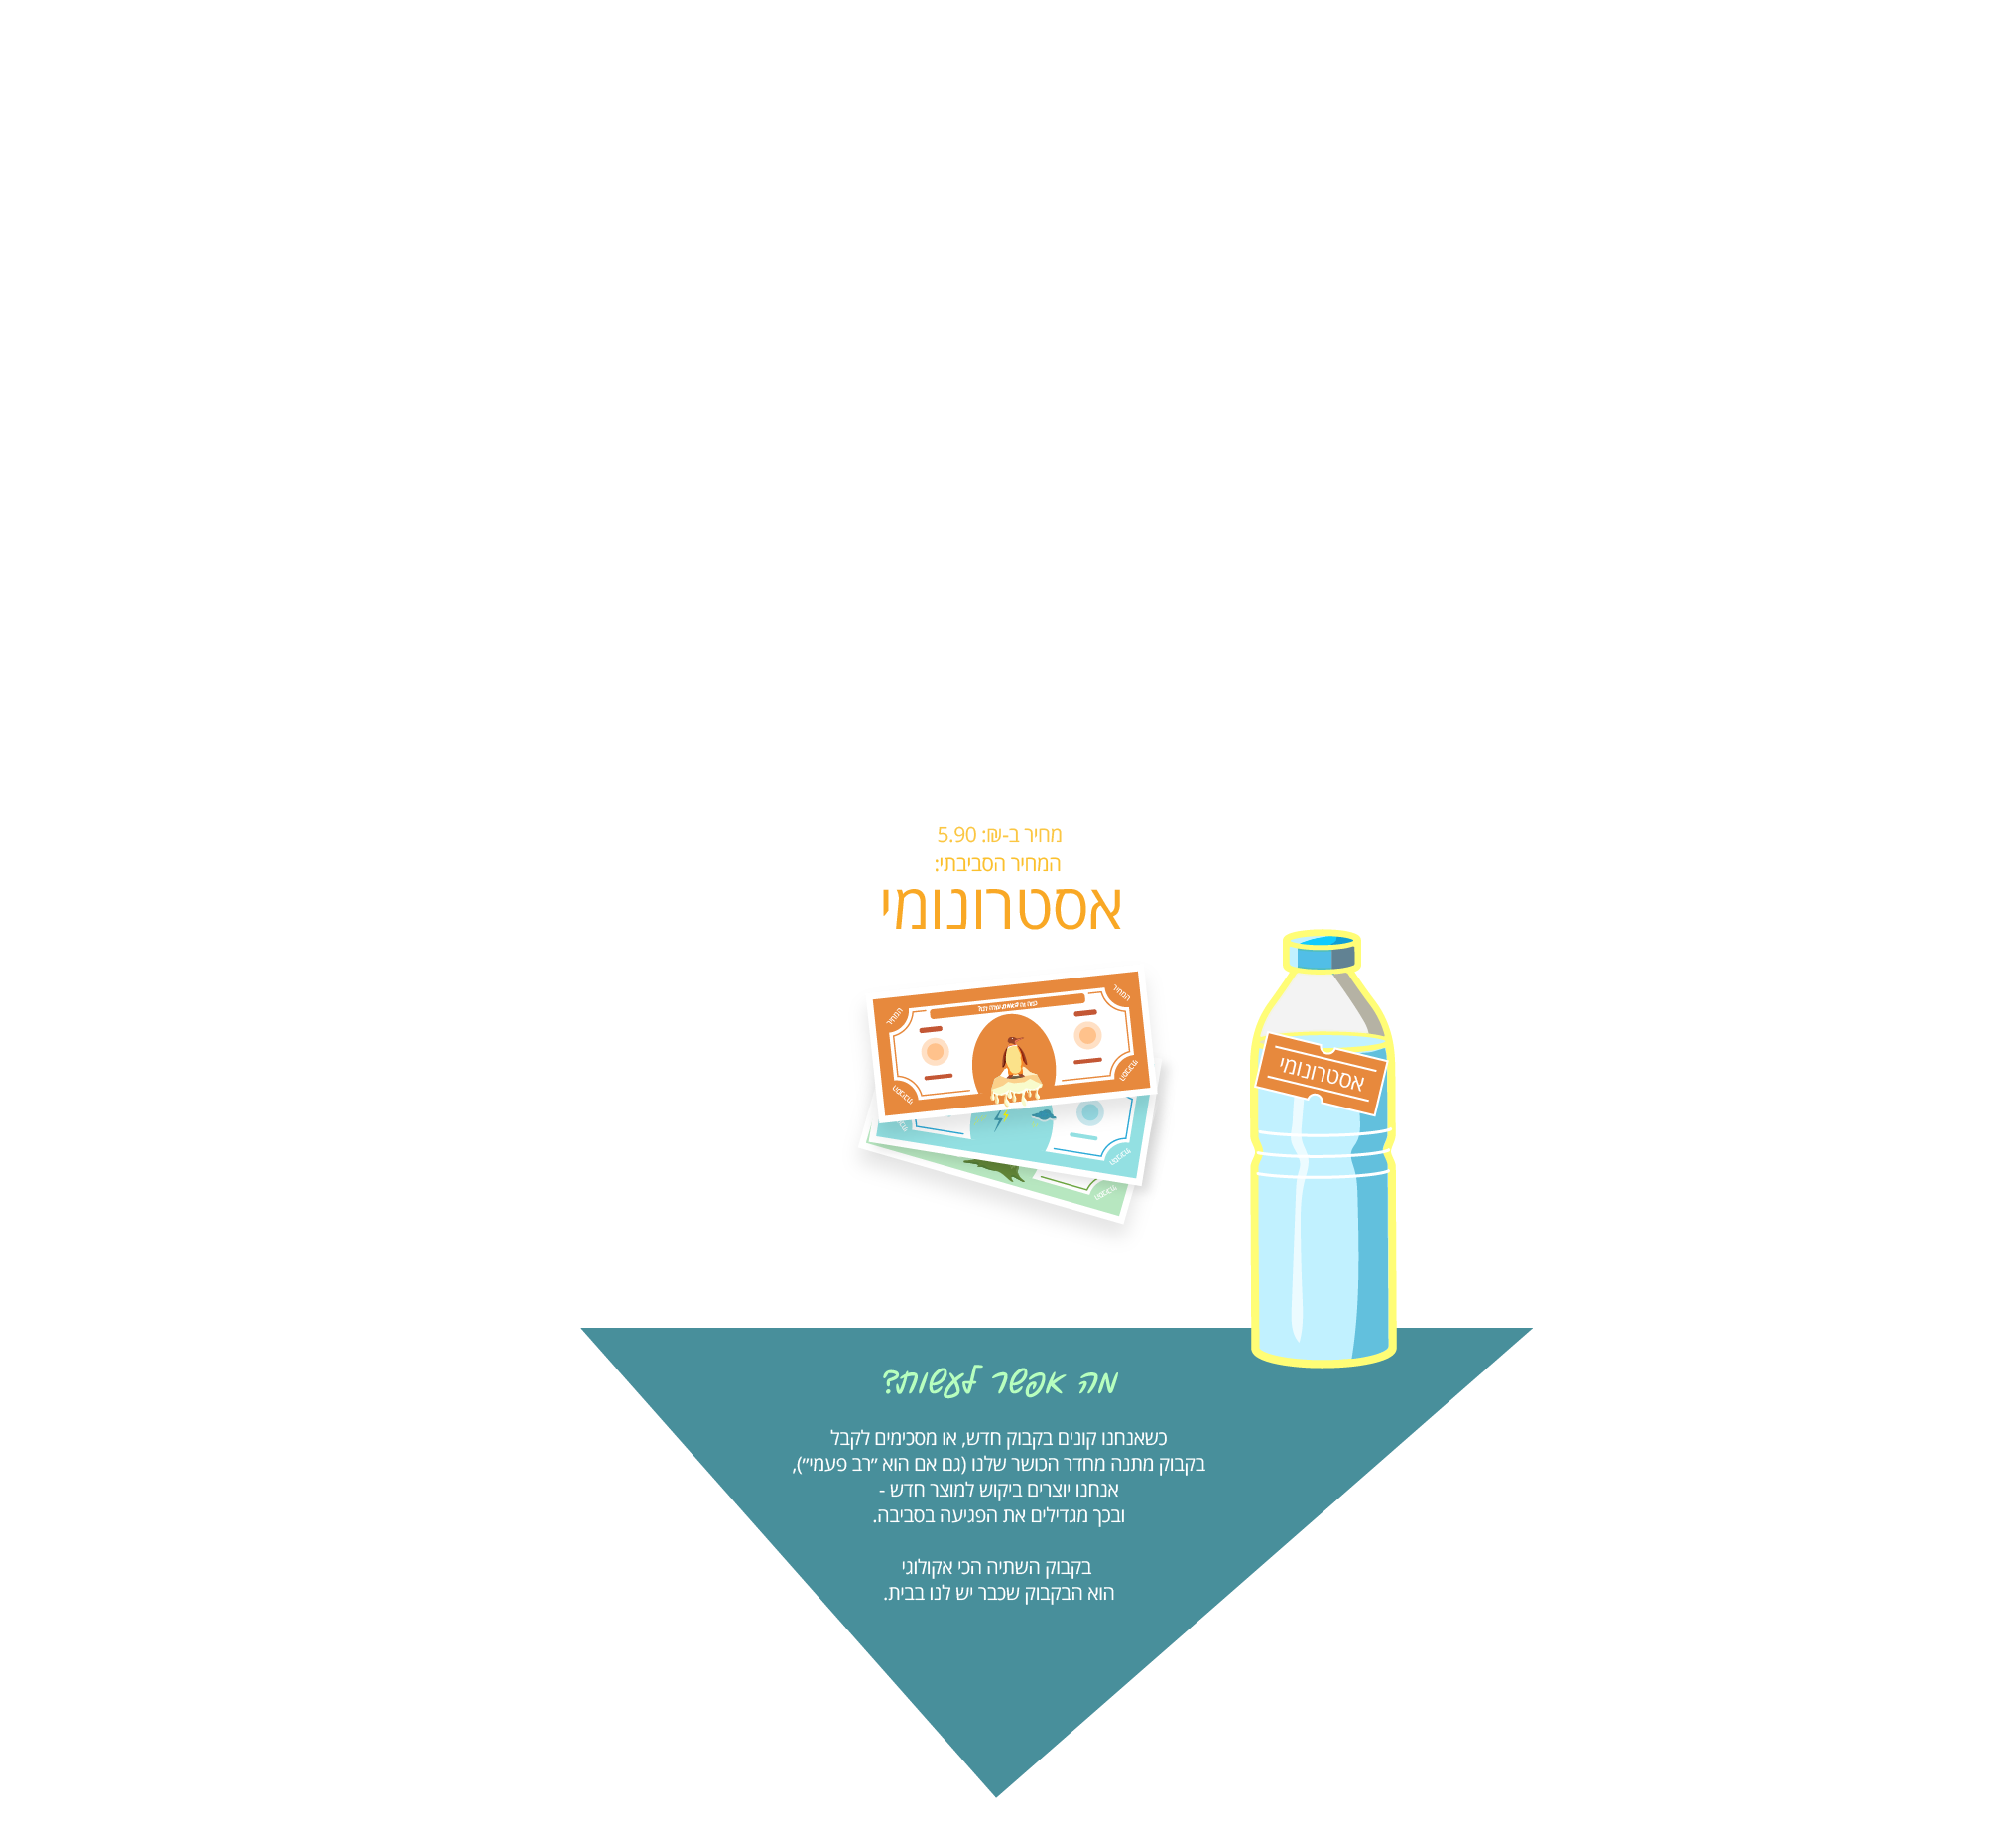 מחיר ב-₪: 5.90
המחיר הסביבתי:
אסטרונומי
המחיר
המחיר
אסטרונומי
מה אפשר לעשות?
כשאנחנו קונים בקבוק חדש, או מסכימים לקבל
בקבוק מתנה מחדר הכושר שלנו (גם אם הוא ״רב פעמי״),
אנחנו יוצרים ביקוש למוצר חדש -
ובכך מגדילים את הפגיעה בסביבה.
בקבוק השתיה הכי אקולוגי
הוא הבקבוק שכבר יש לנו בבית.